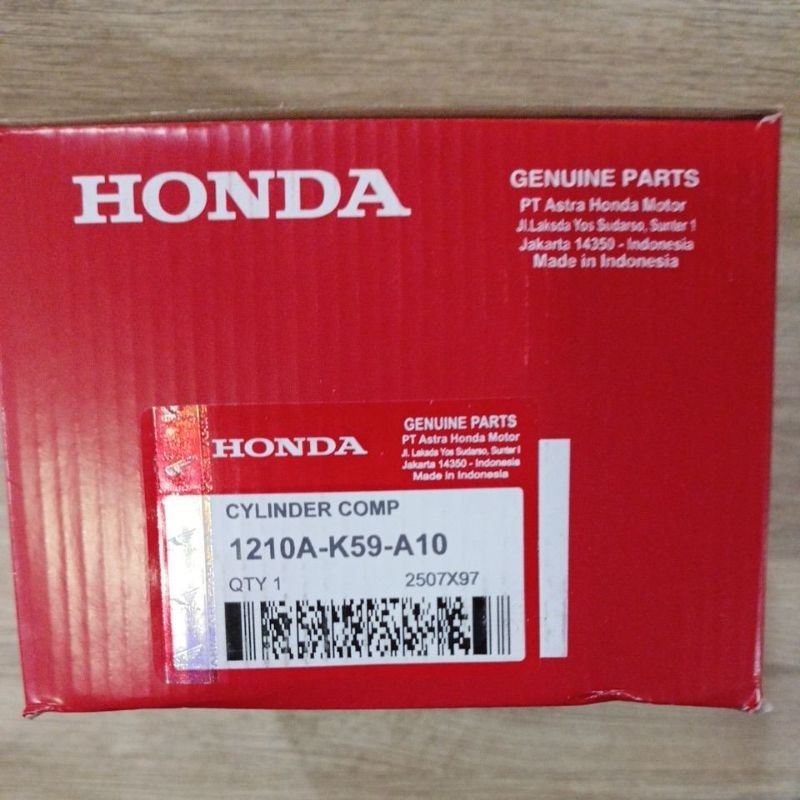 HONDA
GENUINE PARTS
PT Astra Honda Motor
Jl.Laksda Yos Sudarso, Sunter 1
Jakarta 14350 - Indonesia
Made in Indonesia
HONDA
GENUINE PARTS
PT Astra Honda Motor
Jl. Laksda Yos Sudarso, Sunter I
Jakarta 14350 - Indonesia
Made in Indonesia
CYLINDER COMP
1210A-K59-A10
QTY 1 2507X97